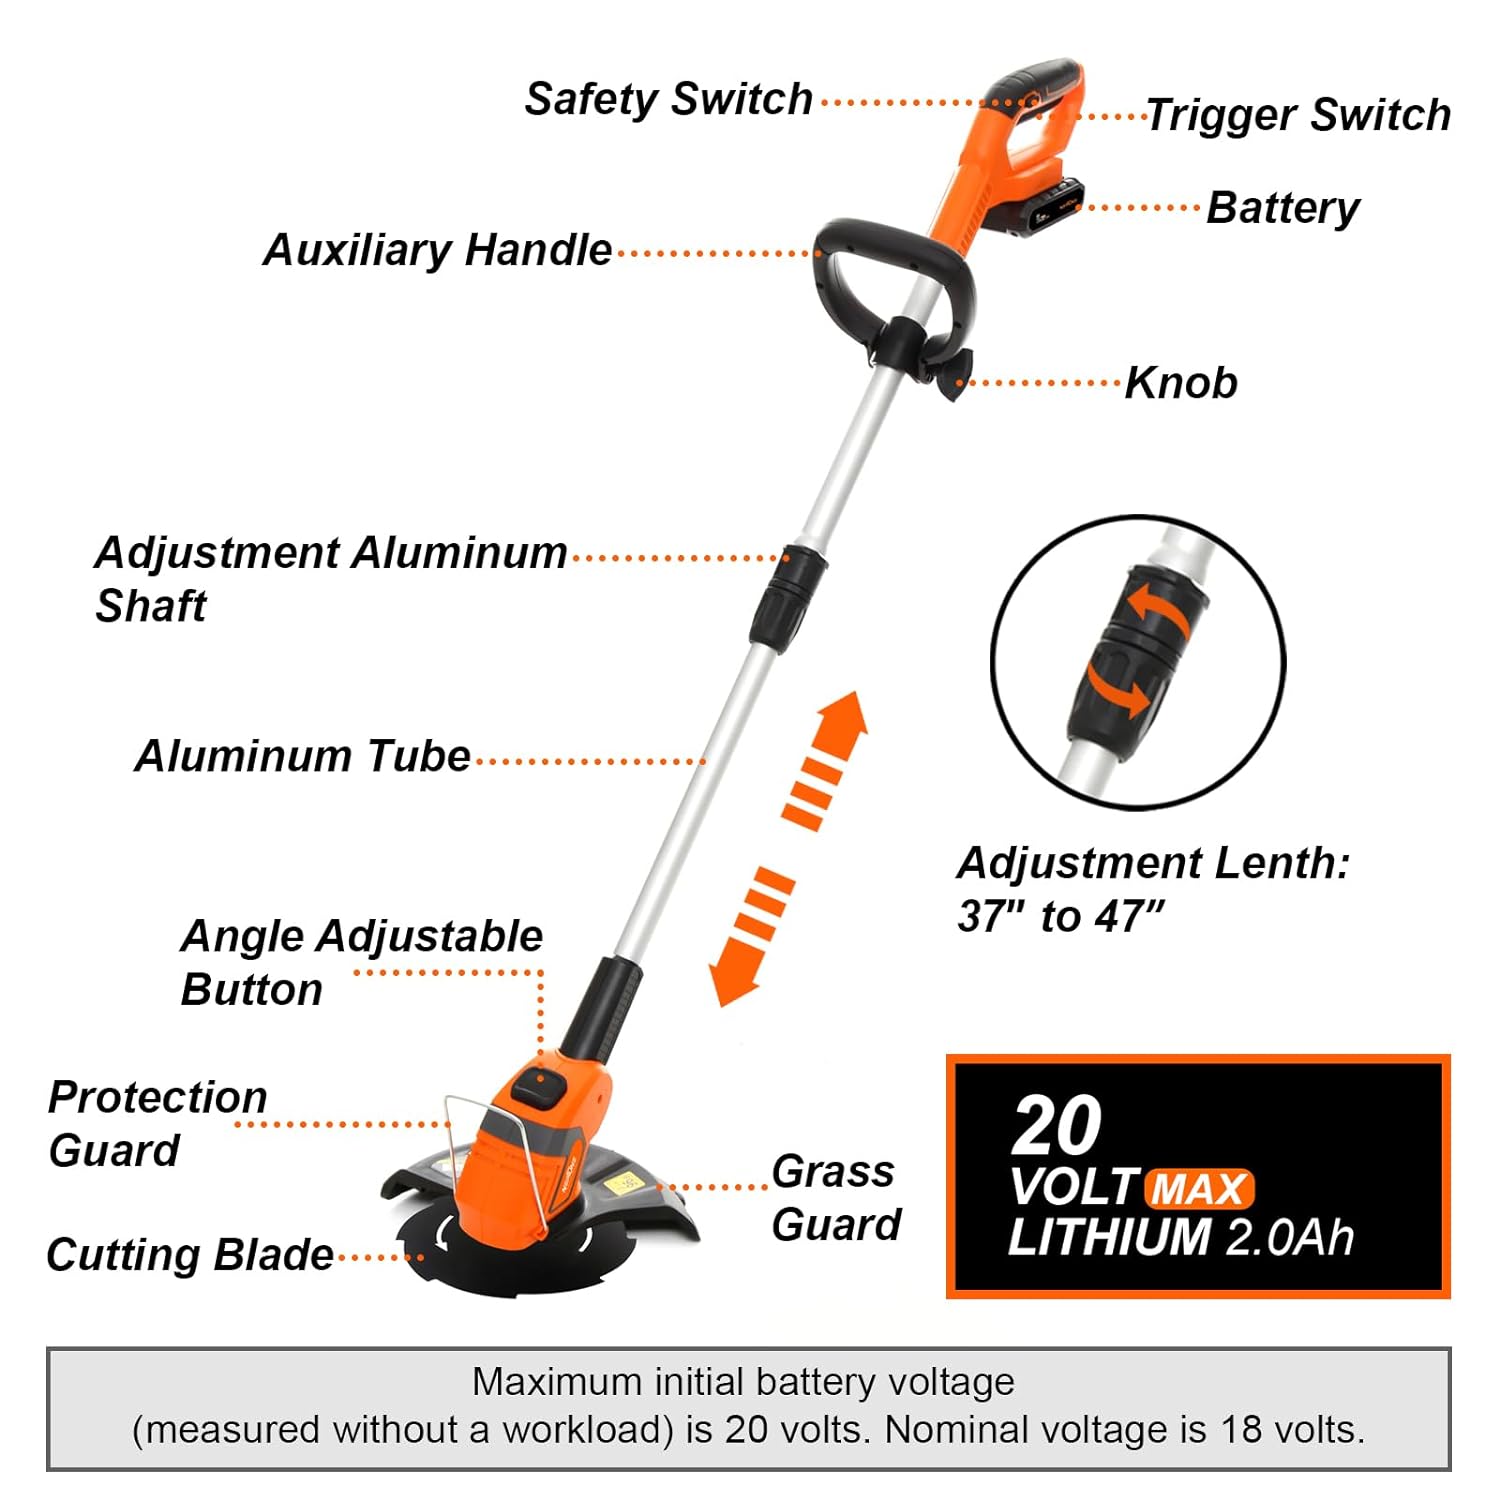 Safety Switch
Trigger Switch
Battery
Auxiliary Handle
Knob
Adjustment Aluminum
Shaft
Aluminum Tube
Adjustment Lenth:
37" to 47″
Angle Adjustable
Button
Protection
Guard
Grass
Guard
Cutting Blade
20
VOLT MAX
LITHIUM 2.0Ah
Maximum initial battery voltage
(measured without a workload) is 20 volts. Nominal voltage is 18 volts.